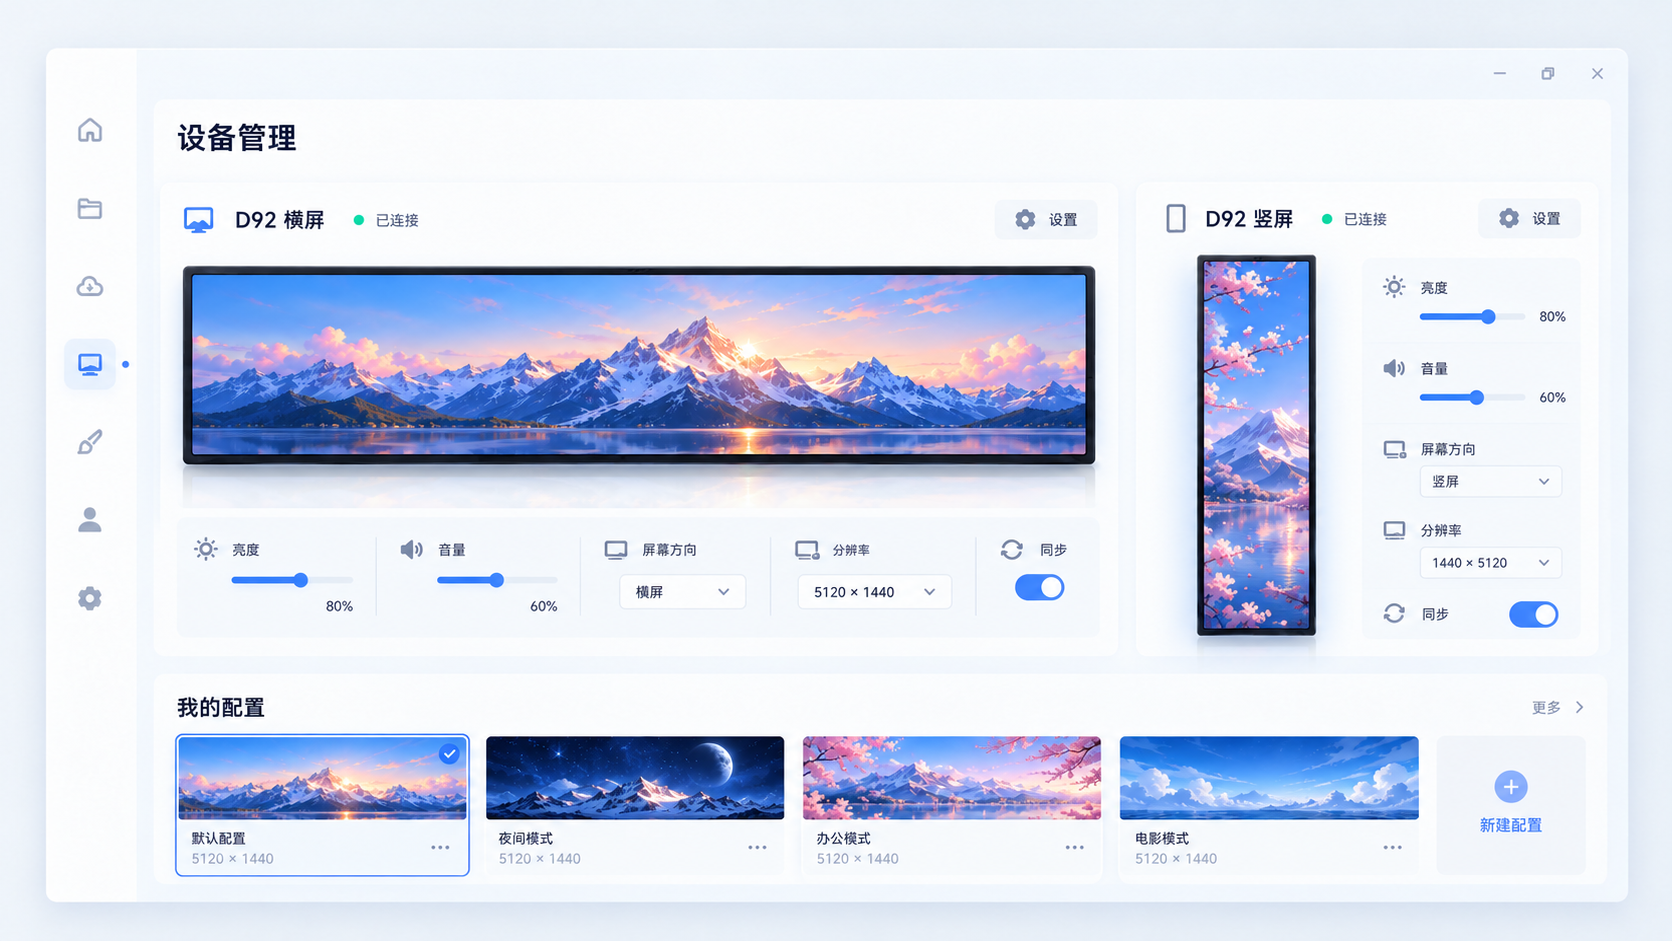 设备管理
D92 横屏
已连接
设置
亮度
80%
音量
60%
屏幕方向
横屏
分辨率
5120 × 1440
同步
D92 竖屏
已连接
设置
亮度
80%
音量
60%
屏幕方向
竖屏
分辨率
1440 × 5120
同步
我的配置
更多
默认配置
5120 × 1440
夜间模式
5120 × 1440
办公模式
5120 × 1440
电影模式
5120 × 1440
新建配置